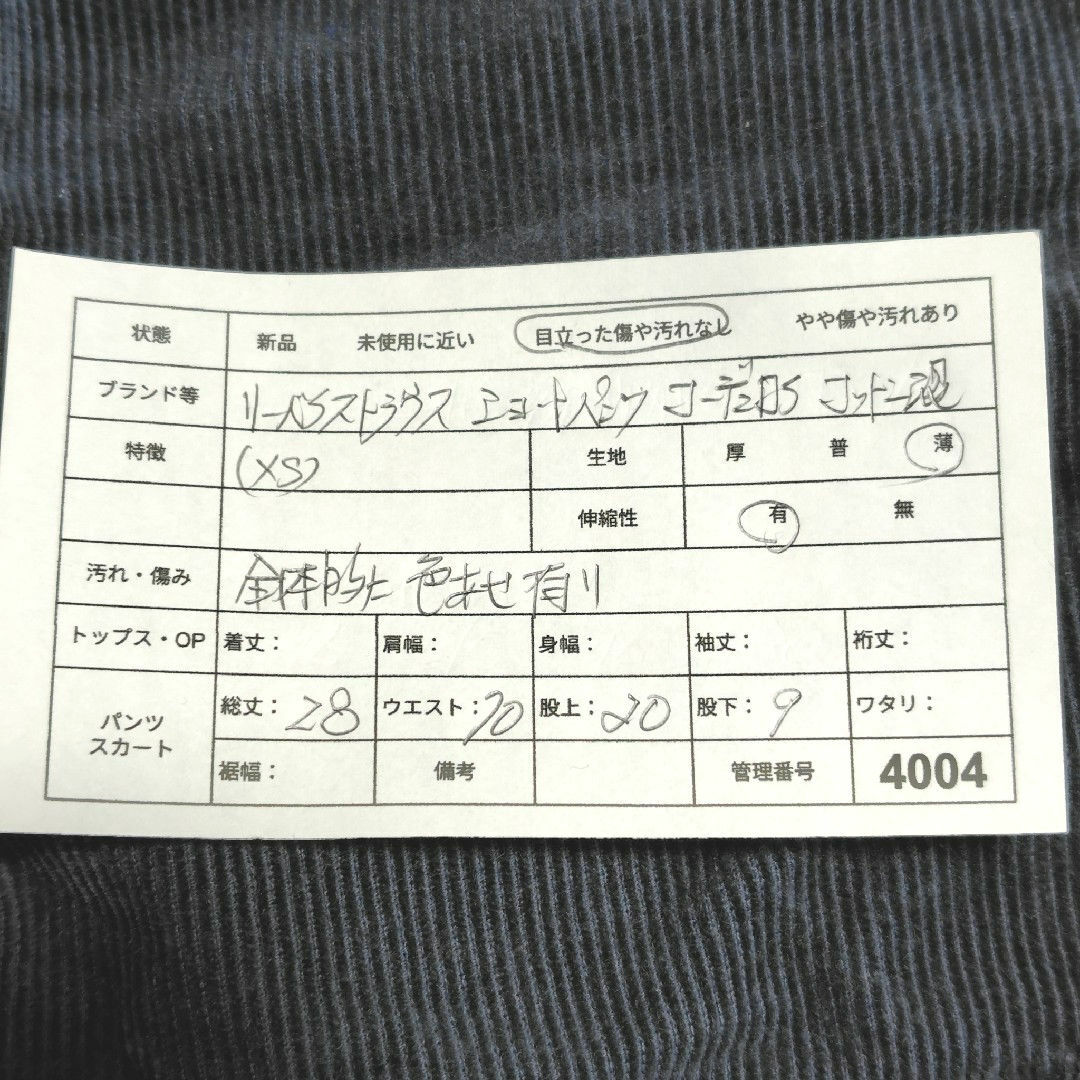 状態 新品 未使用に近い 目立った傷や汚れなし やや傷や汚れあり
ブランド等 リーバイスストラウス ショートパンツ コーデュロイ コットン混
特徴 (XS) 生地 厚 普 薄
伸縮性 有 無
汚れ・傷み 全体的に 色あせ有り
トップス・OP 着丈: 肩幅: 身幅: 袖丈: 裄丈:
パンツ スカート 総丈: 28 ウエスト: 70 股上: 20 股下: 9 ワタリ:
裾幅: 備考 管理番号 4004